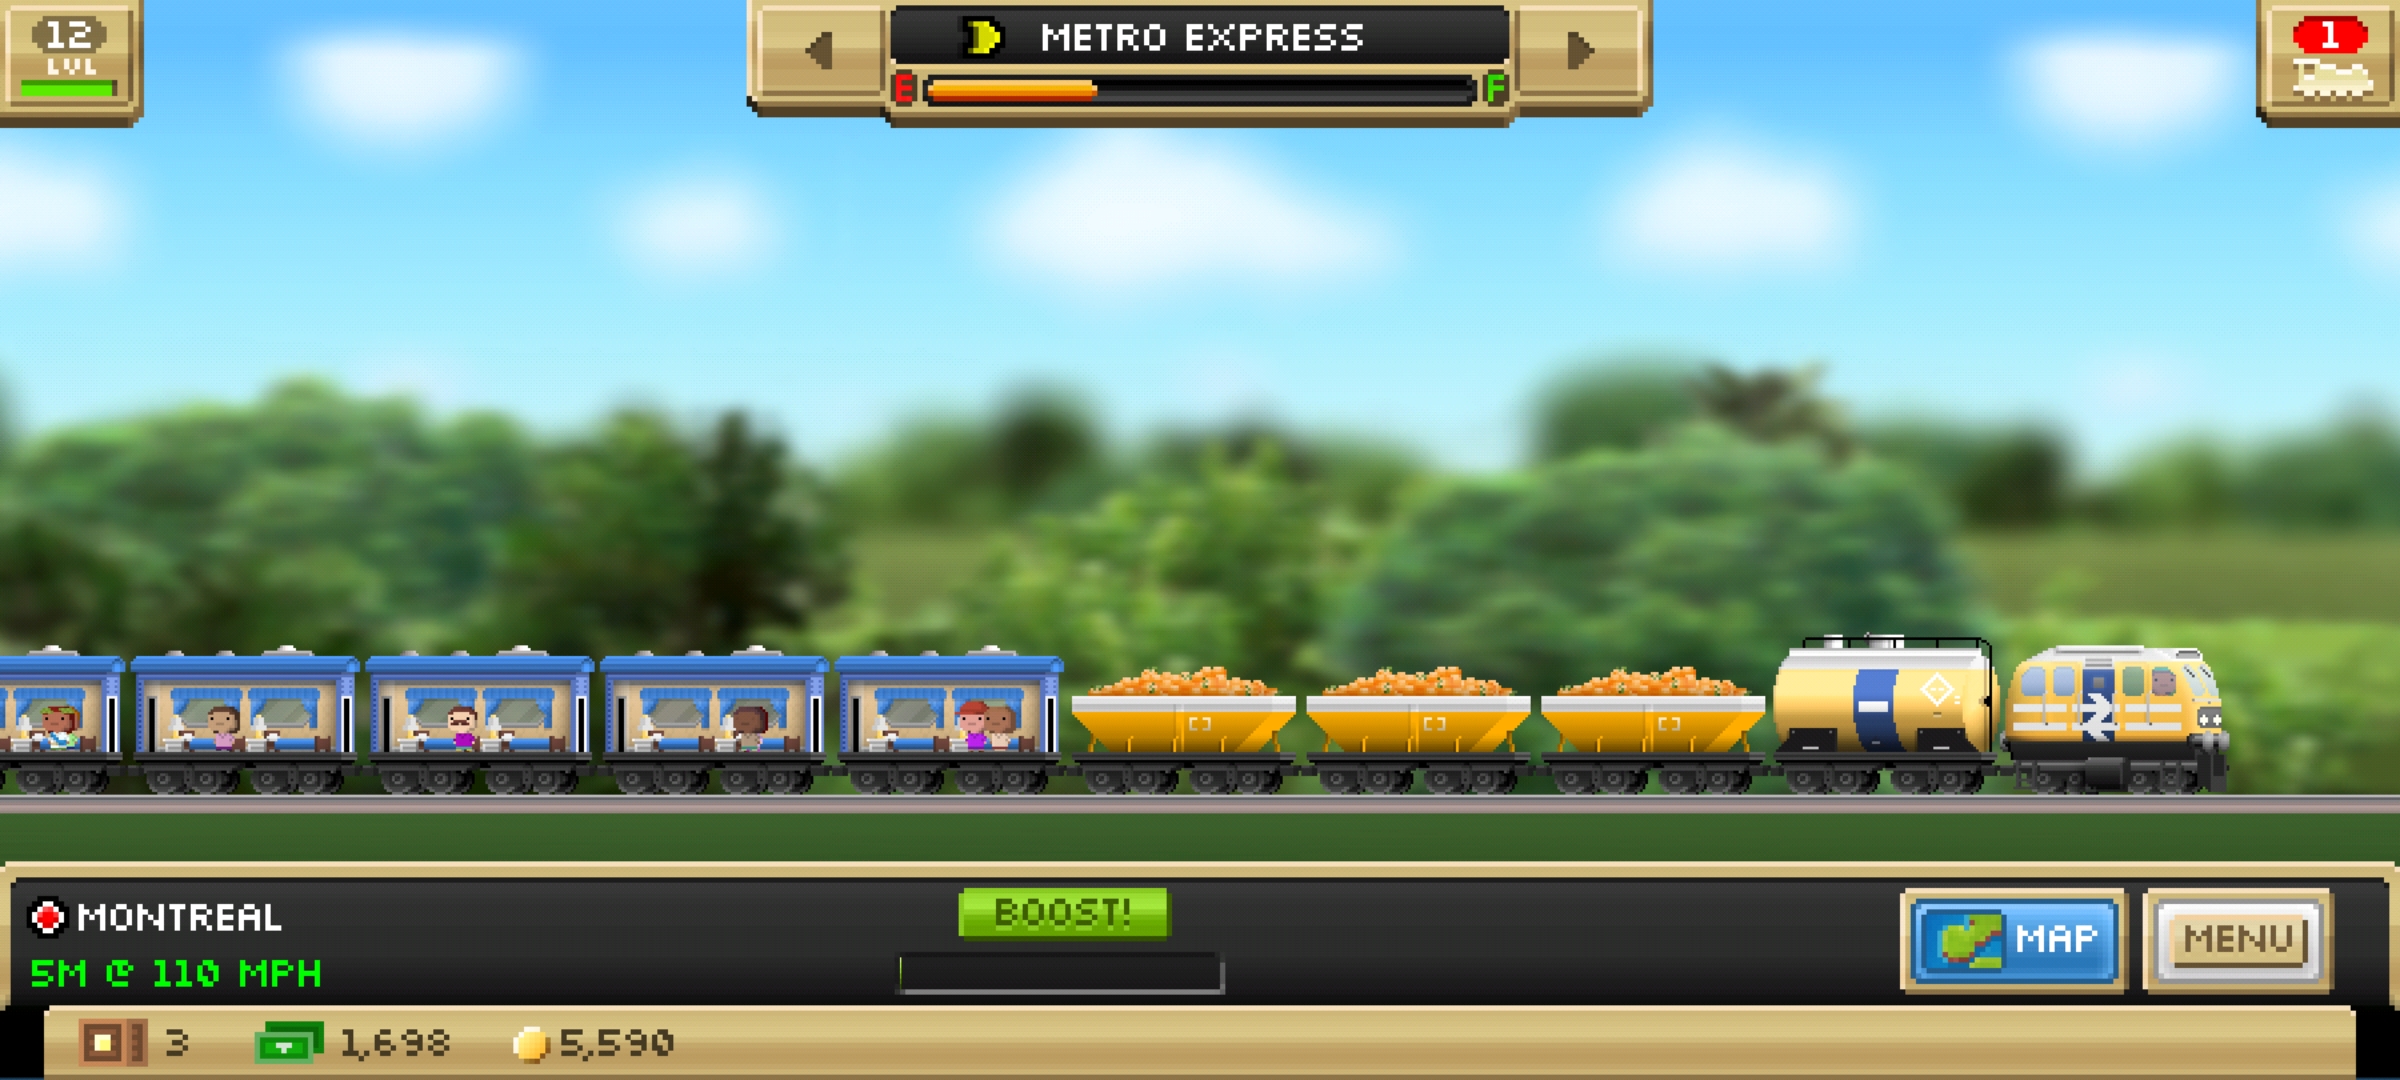 12
LVL
METRO EXPRESS
E F
1
MONTREAL
5M @ 110 MPH
BOOST!
MAP
MENU
3
1,698
5,590